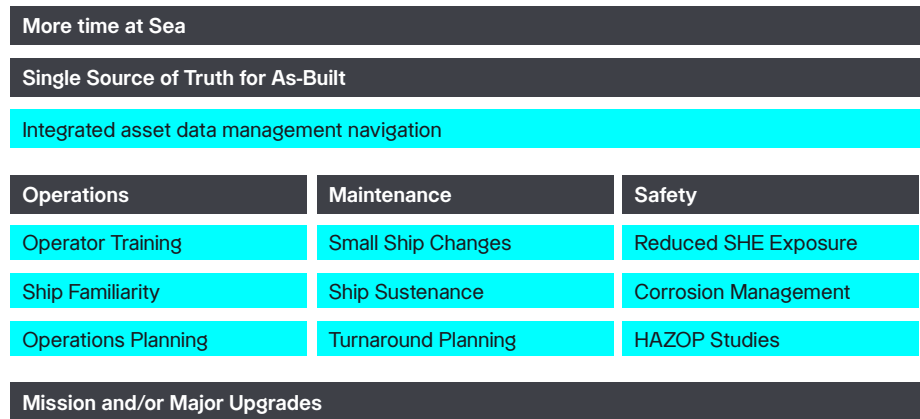 More time at Sea
Single Source of Truth for As-Built
Integrated asset data management navigation
Operations
Maintenance
Safety
Operator Training
Small Ship Changes
Reduced SHE Exposure
Ship Familiarity
Ship Sustenance
Corrosion Management
Operations Planning
Turnaround Planning
HAZOP Studies
Mission and/or Major Upgrades